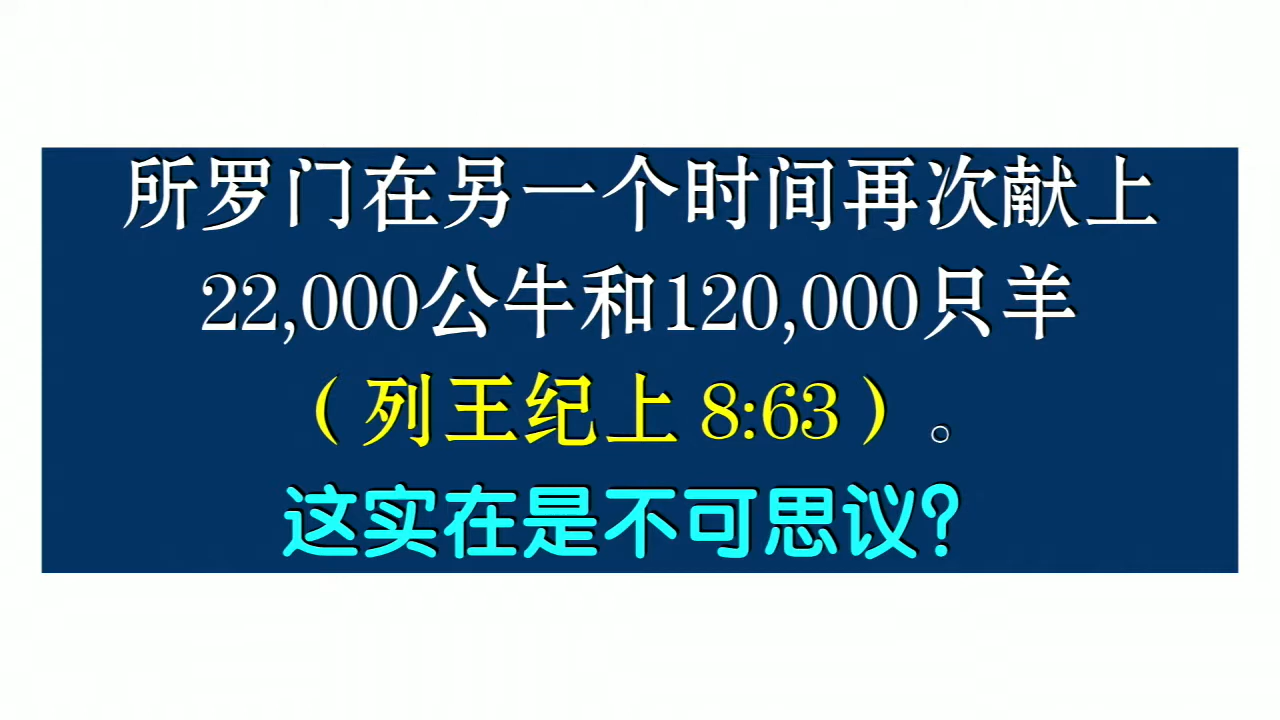 所罗门在另一个时间再次献上
22,000公牛和120,000只羊
（列王纪上 8:63）。
这实在是不可思议?